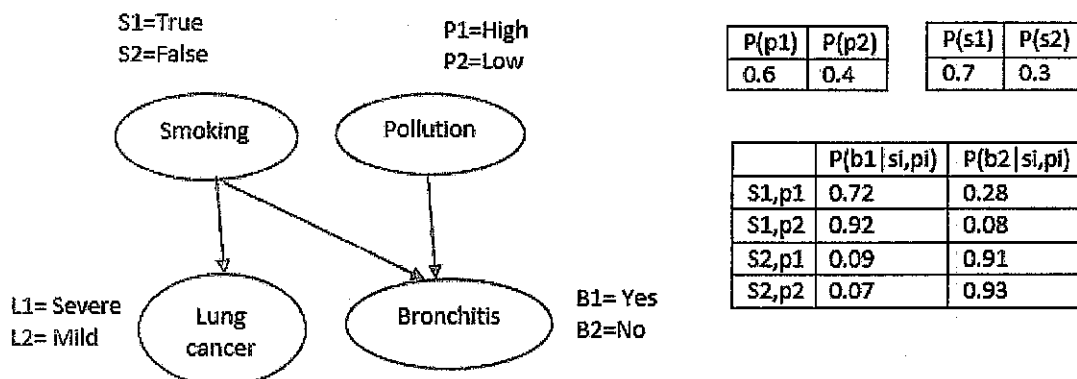 S1=True
S2=False
P1=High
P2=Low
Smoking
Pollution
L1= Severe
L2= Mild
Lung
cancer
Bronchitis
B1= Yes
B2=No
P(p1) P(p2)
0.6 0.4
P(s1) P(s2)
0.7 0.3
P(b1|si,pi) P(b2|si,pi)
S1,p1 0.72 0.28
S1,p2 0.92 0.08
S2,p1 0.09 0.91
S2,p2 0.07 0.93